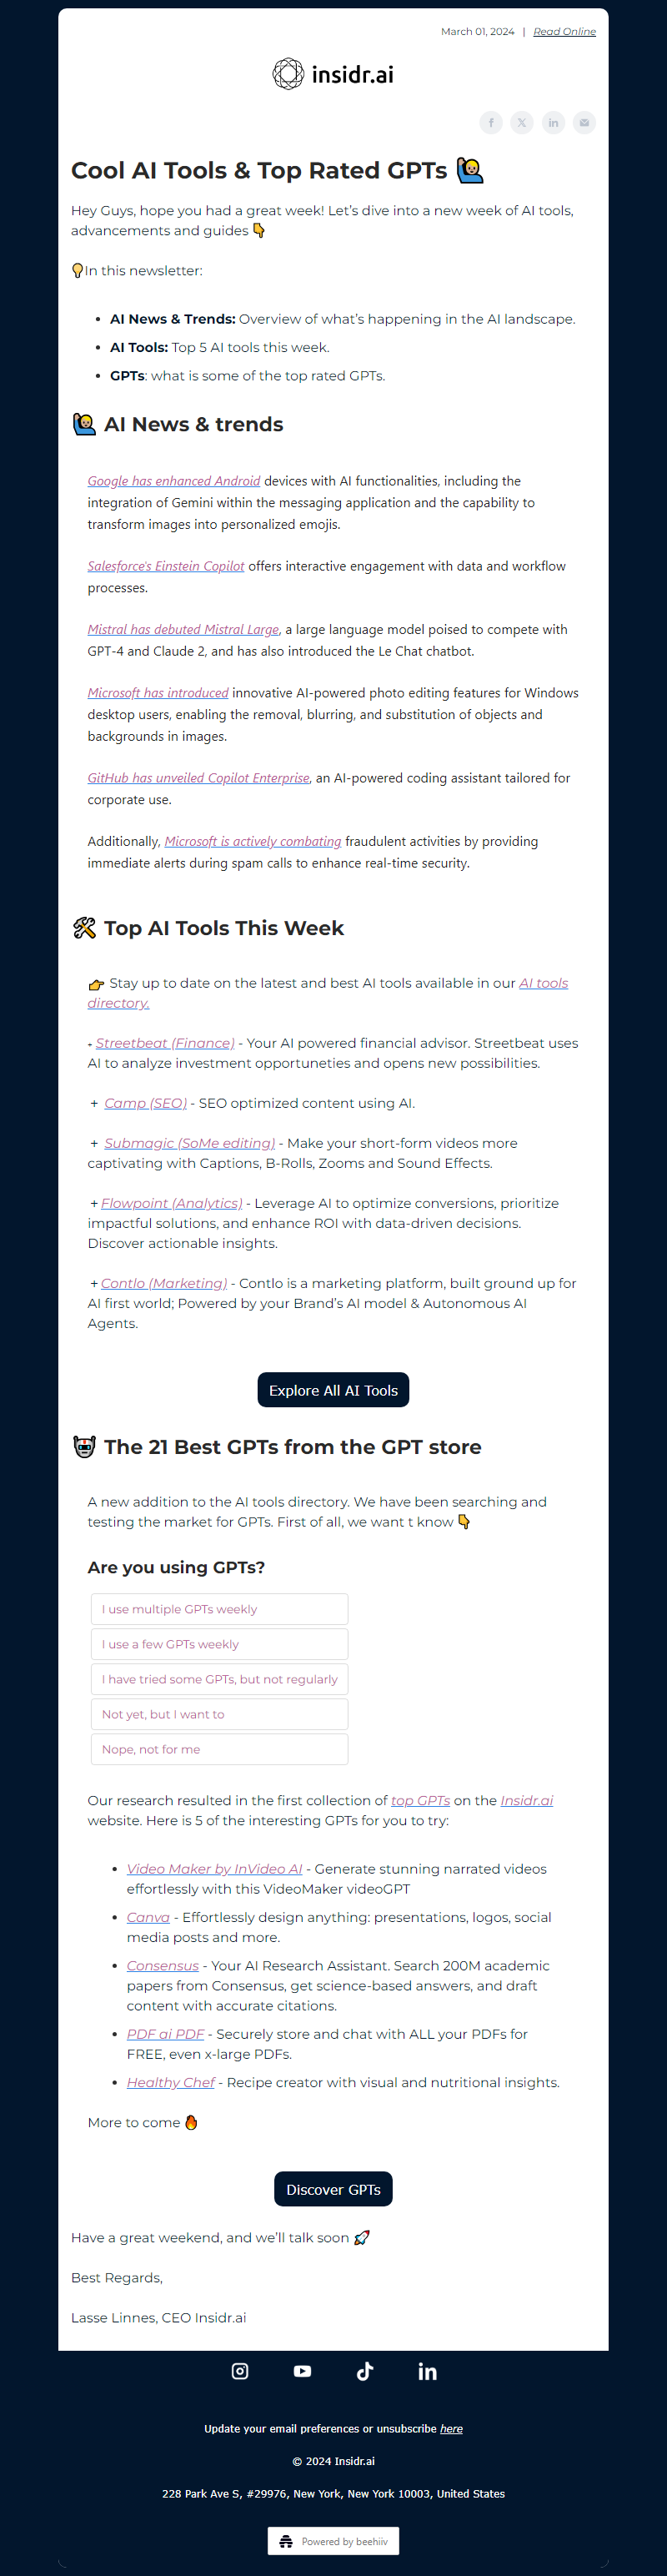 March 01, 2024 | Read Online
insidr.ai
Cool AI Tools & Top Rated GPTs 🙋
Hey Guys, hope you had a great week! Let’s dive into a new week of AI tools,
advancements and guides 👇
💡In this newsletter:
• AI News & Trends: Overview of what’s happening in the AI landscape.
• AI Tools: Top 5 AI tools this week.
• GPTs: what is some of the top rated GPTs.
🙋 AI News & trends
Google has enhanced Android devices with AI functionalities, including the
integration of Gemini within the messaging application and the capability to
transform images into personalized emojis.
Salesforce's Einstein Copilot offers interactive engagement with data and workflow
processes.
Mistral has debuted Mistral Large, a large language model poised to compete with
GPT-4 and Claude 2, and has also introduced the Le Chat chatbot.
Microsoft has introduced innovative AI-powered photo editing features for Windows
desktop users, enabling the removal, blurring, and substitution of objects and
backgrounds in images.
GitHub has unveiled Copilot Enterprise, an AI-powered coding assistant tailored for
corporate use.
Additionally, Microsoft is actively combating fraudulent activities by providing
immediate alerts during spam calls to enhance real-time security.
🛠 Top AI Tools This Week
👉 Stay up to date on the latest and best AI tools available in our AI tools
directory.
+ Streetbeat (Finance) - Your AI powered financial advisor. Streetbeat uses
AI to analyze investment opportuneties and opens new possibilities.
+ Camp (SEO) - SEO optimized content using AI.
+ Submagic (SoMe editing) - Make your short-form videos more
captivating with Captions, B-Rolls, Zooms and Sound Effects.
+ Flowpoint (Analytics) - Leverage AI to optimize conversions, prioritize
impactful solutions, and enhance ROI with data-driven decisions.
Discover actionable insights.
+ Contlo (Marketing) - Contlo is a marketing platform, built ground up for
AI first world; Powered by your Brand’s AI model & Autonomous AI
Agents.
Explore All AI Tools
🤖 The 21 Best GPTs from the GPT store
A new addition to the AI tools directory. We have been searching and
testing the market for GPTs. First of all, we want t know 👇
Are you using GPTs?
I use multiple GPTs weekly
I use a few GPTs weekly
I have tried some GPTs, but not regularly
Not yet, but I want to
Nope, not for me
Our research resulted in the first collection of top GPTs on the Insidr.ai
website. Here is 5 of the interesting GPTs for you to try:
• Video Maker by InVideo AI - Generate stunning narrated videos
effortlessly with this VideoMaker videoGPT
• Canva - Effortlessly design anything: presentations, logos, social
media posts and more.
• Consensus - Your AI Research Assistant. Search 200M academic
papers from Consensus, get science-based answers, and draft
content with accurate citations.
• PDF ai PDF - Securely store and chat with ALL your PDFs for
FREE, even x-large PDFs.
• Healthy Chef - Recipe creator with visual and nutritional insights.
More to come 🔥
Discover GPTs
Have a great weekend, and we’ll talk soon 🚀
Best Regards,
Lasse Linnes, CEO Insidr.ai
Update your email preferences or unsubscribe here
© 2024 Insidr.ai
228 Park Ave S, #29976, New York, New York 10003, United States
Powered by beehiiv